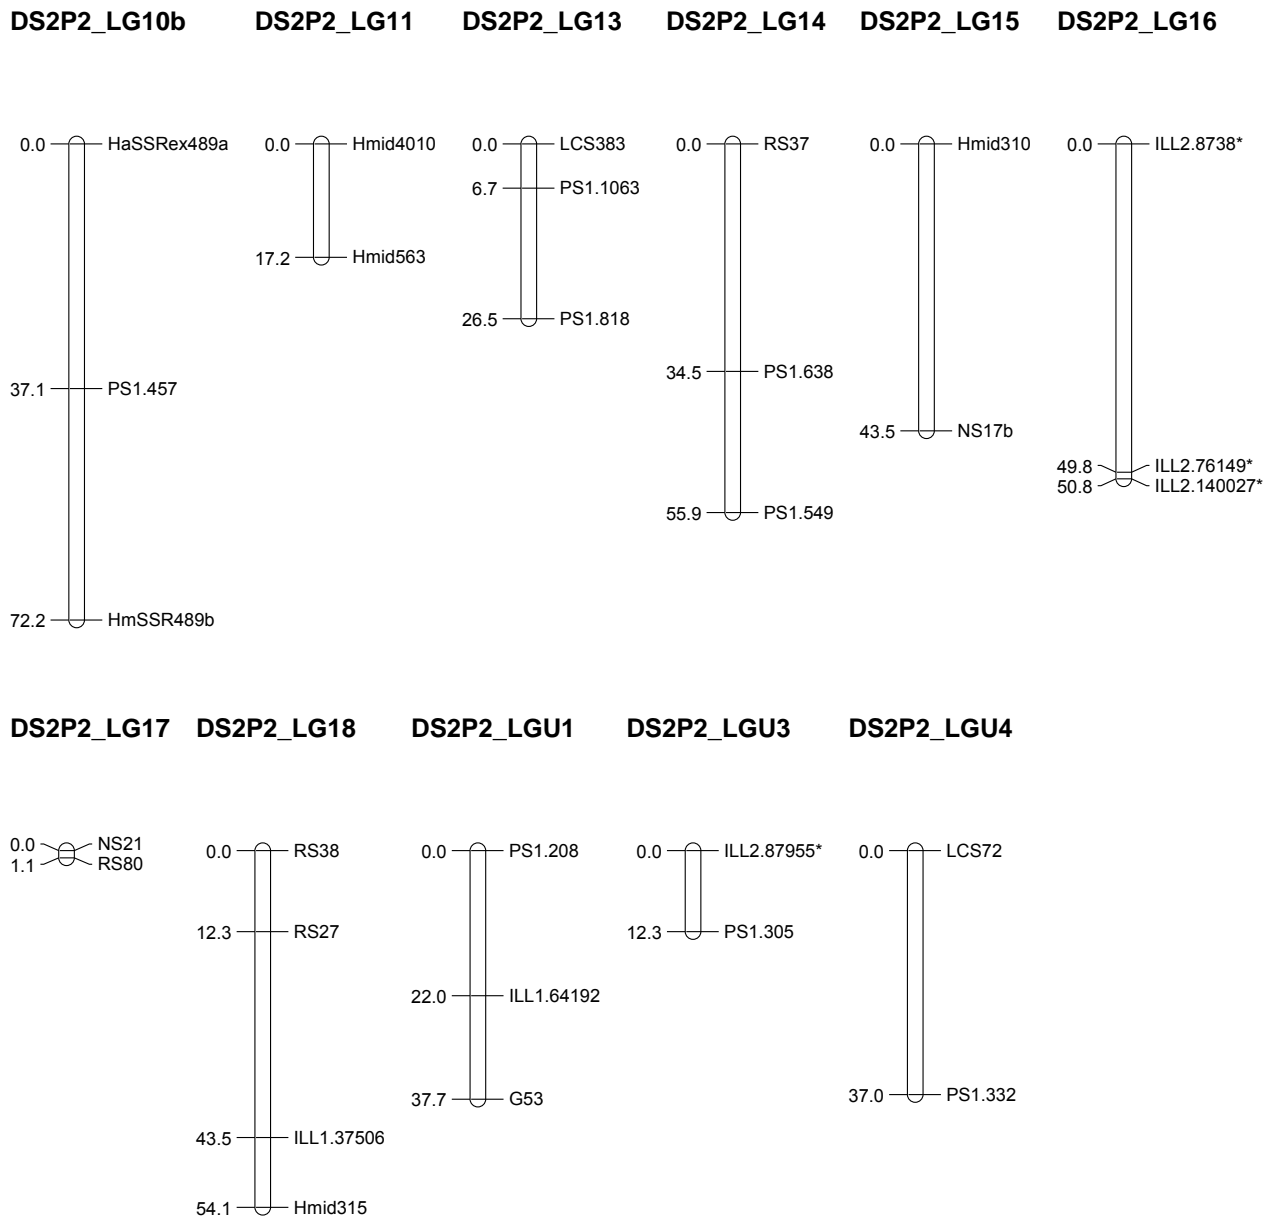 DS2P2_LG10b DS2P2_LG11 DS2P2_LG13 DS2P2_LG14 DS2P2_LG15 DS2P2_LG16
0.0 HaSSRex489a
37.1 PS1.457
72.2 HmSSR489b
0.0 Hmid4010
17.2 Hmid563
0.0 LCS383
6.7 PS1.1063
26.5 PS1.818
0.0 RS37
34.5 PS1.638
55.9 PS1.549
0.0 Hmid310
43.5 NS17b
0.0 ILL2.8738*
49.8 ILL2.76149*
50.8 ILL2.140027*
DS2P2_LG17 DS2P2_LG18 DS2P2_LGU1 DS2P2_LGU3 DS2P2_LGU4
0.0 NS21
1.1 RS80
0.0 RS38
12.3 RS27
43.5 ILL1.37506
54.1 Hmid315
0.0 PS1.208
22.0 ILL1.64192
37.7 G53
0.0 ILL2.87955*
12.3 PS1.305
0.0 LCS72
37.0 PS1.332